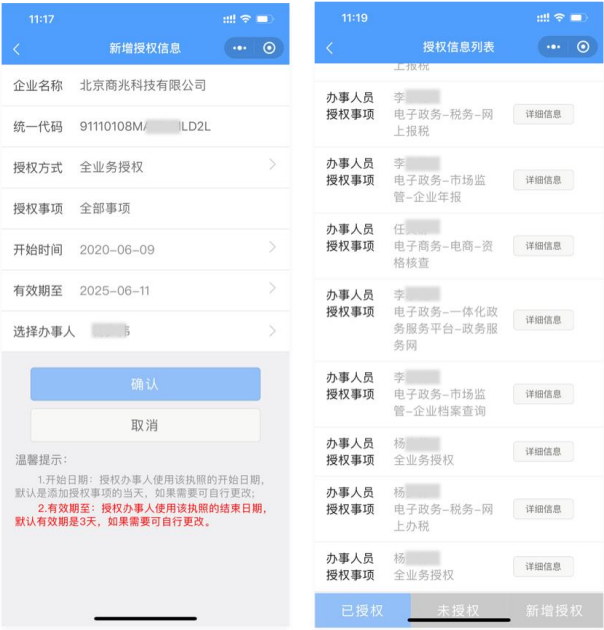 11:17
新增授权信息
企业名称 北京商兆科技有限公司
统一代码 91110108M LD2L
授权方式 全业务授权
授权事项 全部事项
开始时间 2020-06-09
有效期至 2025-06-11
选择办事人
确认
取消
温馨提示:
1.开始日期:授权办事人使用该执照的开始日期,
默认是添加授权事项的当天,如果需要可自行更改;
2.有效期至:授权办事人使用该执照的结束日期,
默认有效期是3天,如果需要可自行更改。
11:19
授权信息列表
上报税
办事人员 李
授权事项 电子政务-税务-网
上报税
详细信息
办事人员 李
授权事项 电子政务-市场监
管-企业年报
详细信息
办事人员 任
授权事项 电子商务-电商-资
格核查
详细信息
办事人员 李
授权事项 电子政务-一体化政
务服务平台-政务服
务网
详细信息
办事人员 李
授权事项 电子政务-市场监
管-企业档案查询
详细信息
办事人员 杨
授权事项 全业务授权
详细信息
办事人员 杨
授权事项 电子政务-税务-网
上办税
详细信息
办事人员 杨
授权事项 全业务授权
详细信息
已授权 未授权 新增授权